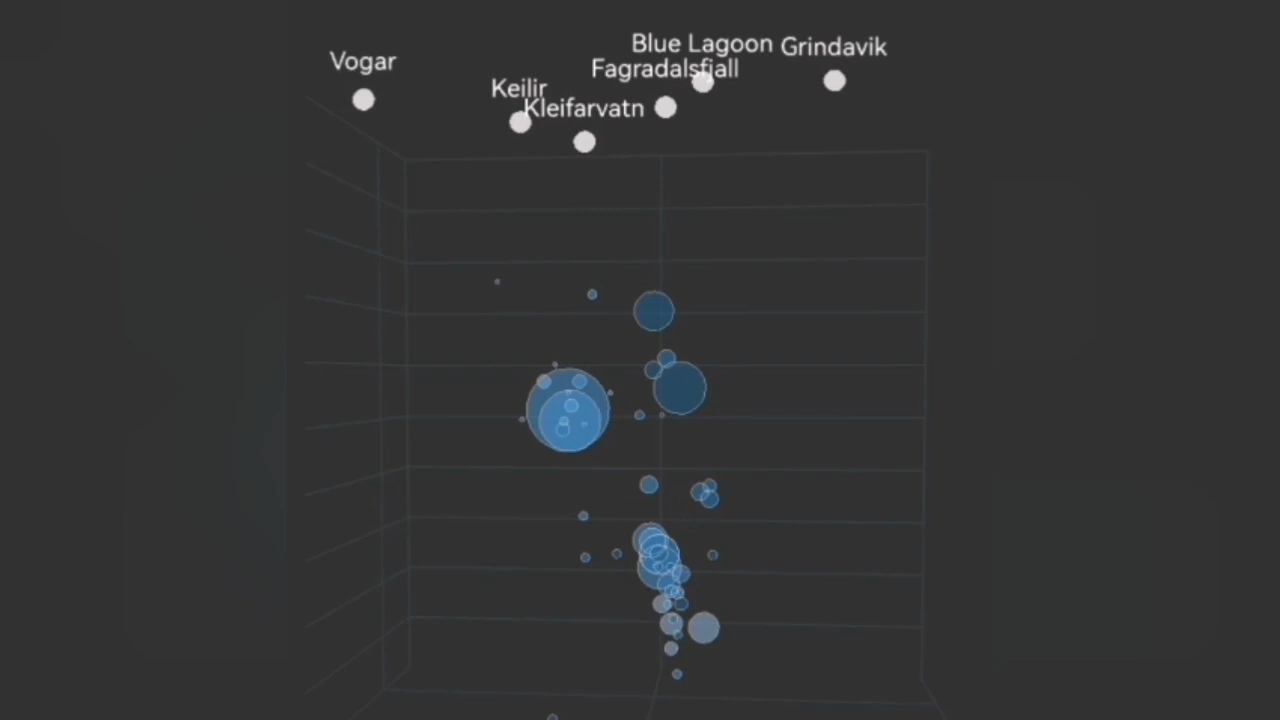 Blue Lagoon
Grindavik
Vogar
Fagradalsfjall
Keilir
Kleifarvatn